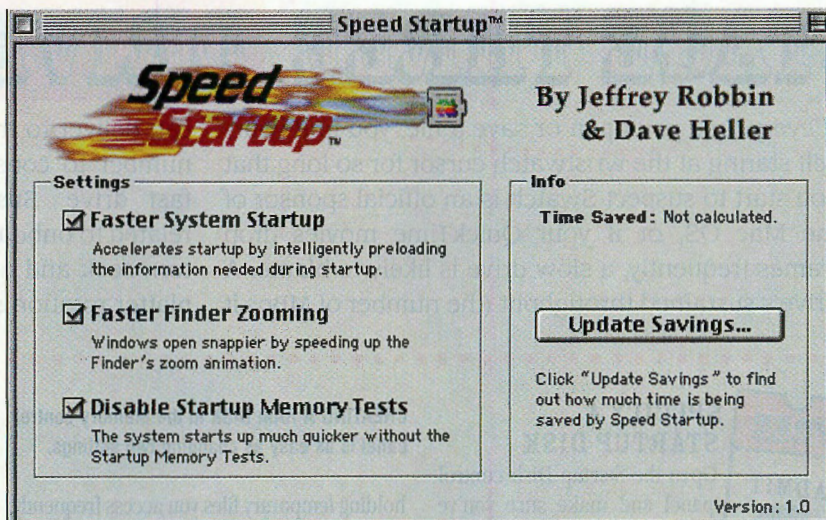 Speed Startup™
Speed
Startup™
By Jeffrey Robbin
& Dave Heller
Settings
Faster System Startup
Accelerates startup by intelligently preloading
the information needed during startup.
Faster Finder Zooming
Windows open snappier by speeding up the
Finder's zoom animation.
Disable Startup Memory Tests
The system starts up much quicker without the
Startup Memory Tests.
Info
Time Saved: Not calculated.
Update Savings...
Click "Update Savings" to find
out how much time is being
saved by Speed Startup.
Version: 1.0